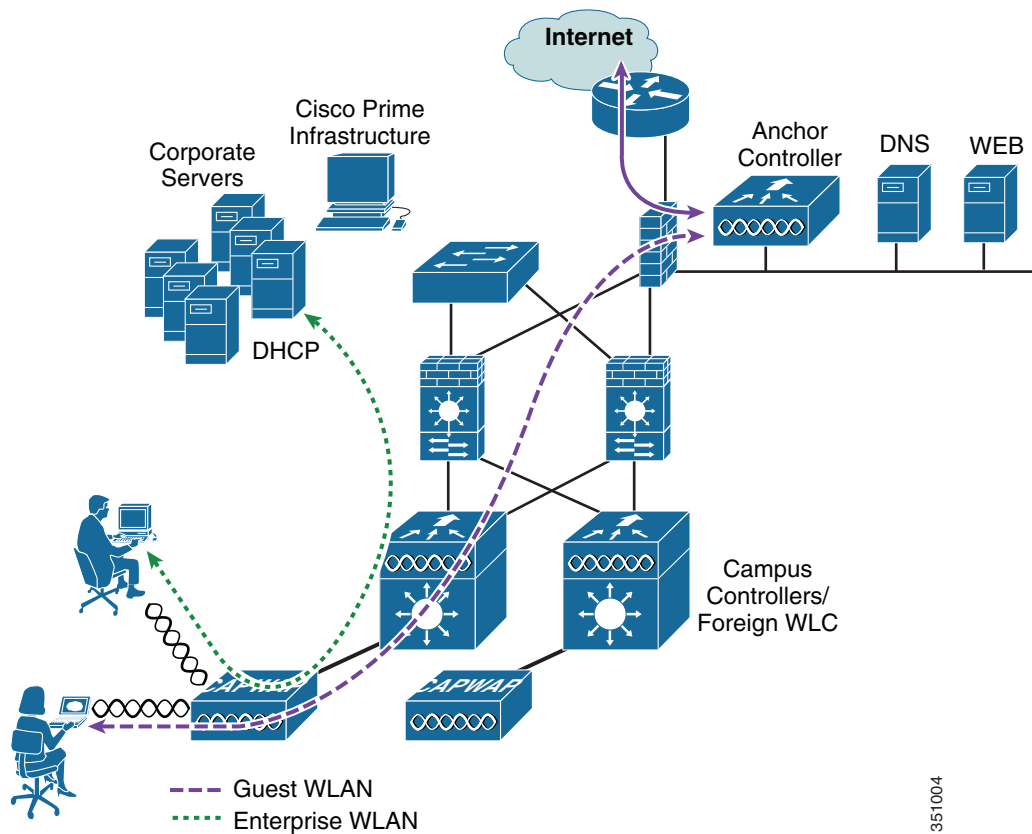 Internet
Cisco Prime
Infrastructure
Corporate
Servers
Anchor
Controller
DNS
WEB
DHCP
Campus
Controllers/
Foreign WLC
CAPWAP
CAPWAP
Guest WLAN
Enterprise WLAN
351004